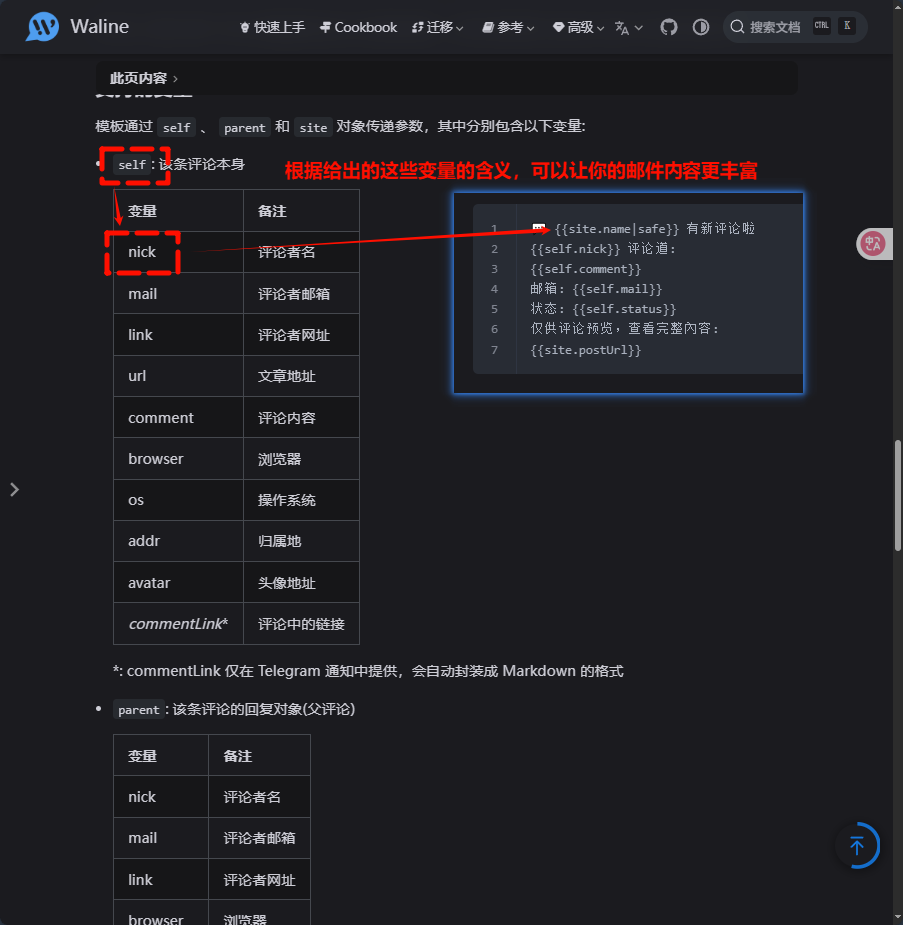 Waline
快速上手
Cookbook
迁移
参考
高级
搜索文档
CTRL
K
此页内容
模板通过 self 、 parent 和 site 对象传递参数，其中分别包含以下变量:
self : 该条评论本身
根据给出的这些变量的含义，可以让你的邮件内容更丰富
变量 备注
nick 评论者名
mail 评论者邮箱
link 评论者网址
url 文章地址
comment 评论内容
browser 浏览器
os 操作系统
addr 归属地
avatar 头像地址
commentLink* 评论中的链接
1 {{site.name|safe}} 有新评论啦
2 {{self.nick}} 评论道:
3 {{self.comment}}
4 邮箱: {{self.mail}}
5 状态: {{self.status}}
6 仅供评论预览，查看完整內容:
7 {{site.postUrl}}
*: commentLink 仅在 Telegram 通知中提供，会自动封装成 Markdown 的格式
parent : 该条评论的回复对象(父评论)
变量 备注
nick 评论者名
mail 评论者邮箱
link 评论者网址
browser 浏览器